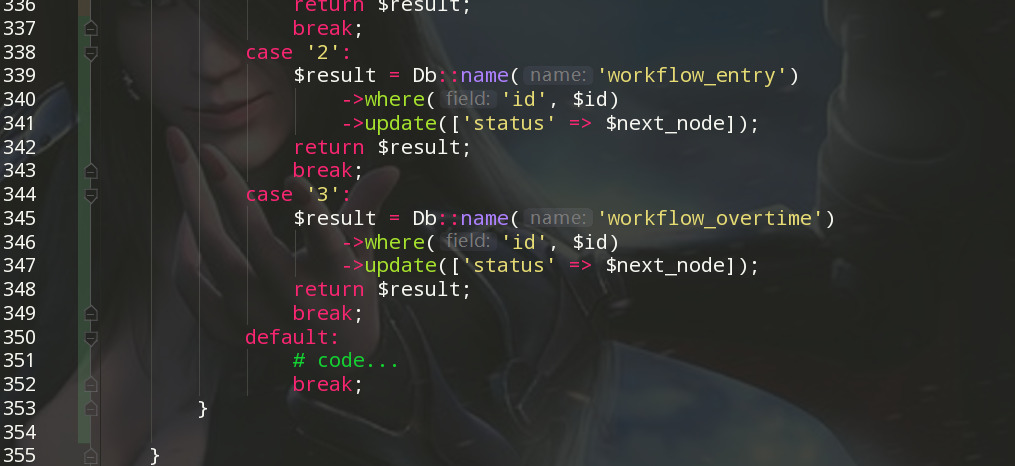 336 return $result;
337 break;
338 case '2':
339 $result = Db::name( name: 'workflow_entry')
340 ->where( field: 'id', $id)
341 ->update(['status' => $next_node]);
342 return $result;
343 break;
344 case '3':
345 $result = Db::name( name: 'workflow_overtime')
346 ->where( field: 'id', $id)
347 ->update(['status' => $next_node]);
348 return $result;
349 break;
350 default:
351 # code...
352 break;
353 }
354
355 }